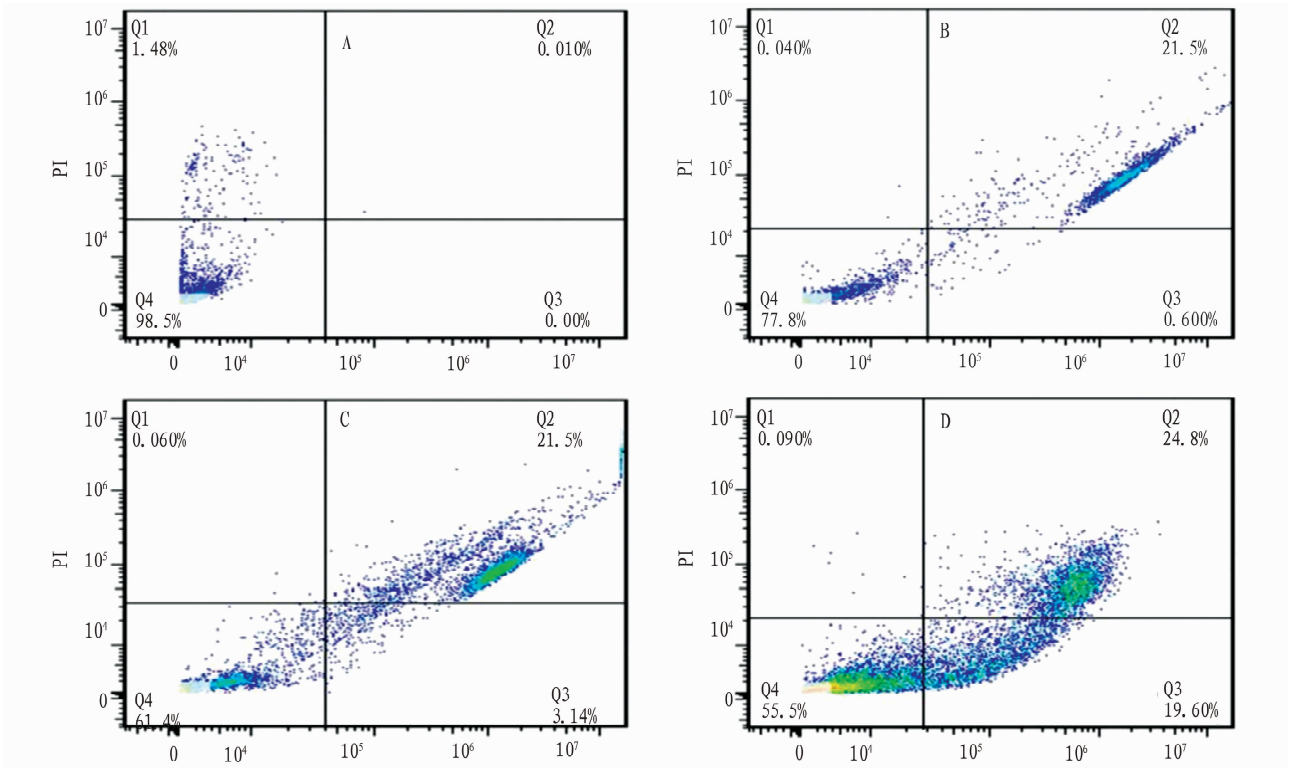 Q1
1.48%
A
Q2
0.010%
10⁷
10⁶
10⁵
10⁴
0
PI
Q4
98.5%
Q3
0.00%
0
10⁴
10⁵
10⁶
10⁷
Q1
0.040%
B
Q2
21.5%
10⁷
10⁶
10⁵
10⁴
0
PI
Q4
77.8%
Q3
0.600%
0
10⁴
10⁵
10⁶
10⁷
Q1
0.060%
C
Q2
21.5%
10⁷
10⁶
10⁵
10⁴
0
PI
Q4
61.4%
Q3
3.14%
0
10⁴
10⁵
10⁶
10⁷
Q1
0.090%
D
Q2
24.8%
10⁷
10⁶
10⁵
10⁴
0
PI
Q4
55.5%
Q3
19.60%
0
10⁴
10⁵
10⁶
10⁷